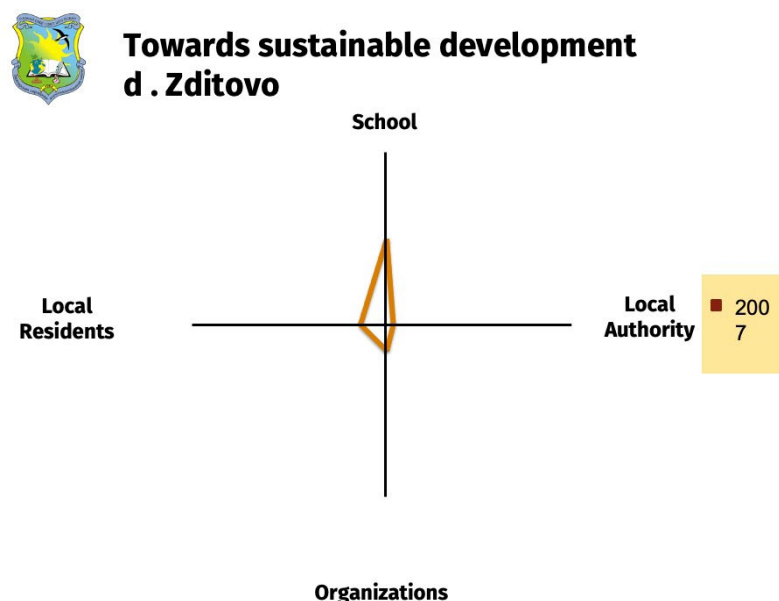 Towards sustainable development
d . Zditovo
School
Local
Residents
Local
Authority
200
7
Organizations